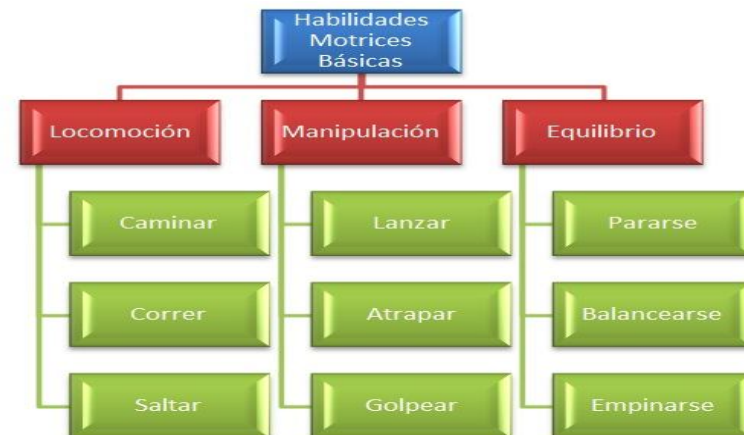 Habilidades
Motrices
Básicas
Locomoción
Manipulación
Equilibrio
Caminar
Lanzar
Pararse
Correr
Atrapar
Balancearse
Saltar
Golpear
Empinarse